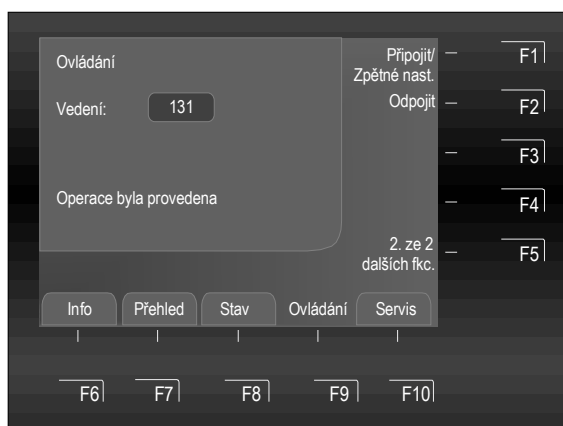 Ovládání
Připojit/
Zpětné nast.
F1
Vedení:
131
Odpojit
F2
F3
Operace byla provedena
F4
2. ze 2
dalších fkc.
F5
Info
Přehled
Stav
Ovládání
Servis
F6
F7
F8
F9
F10